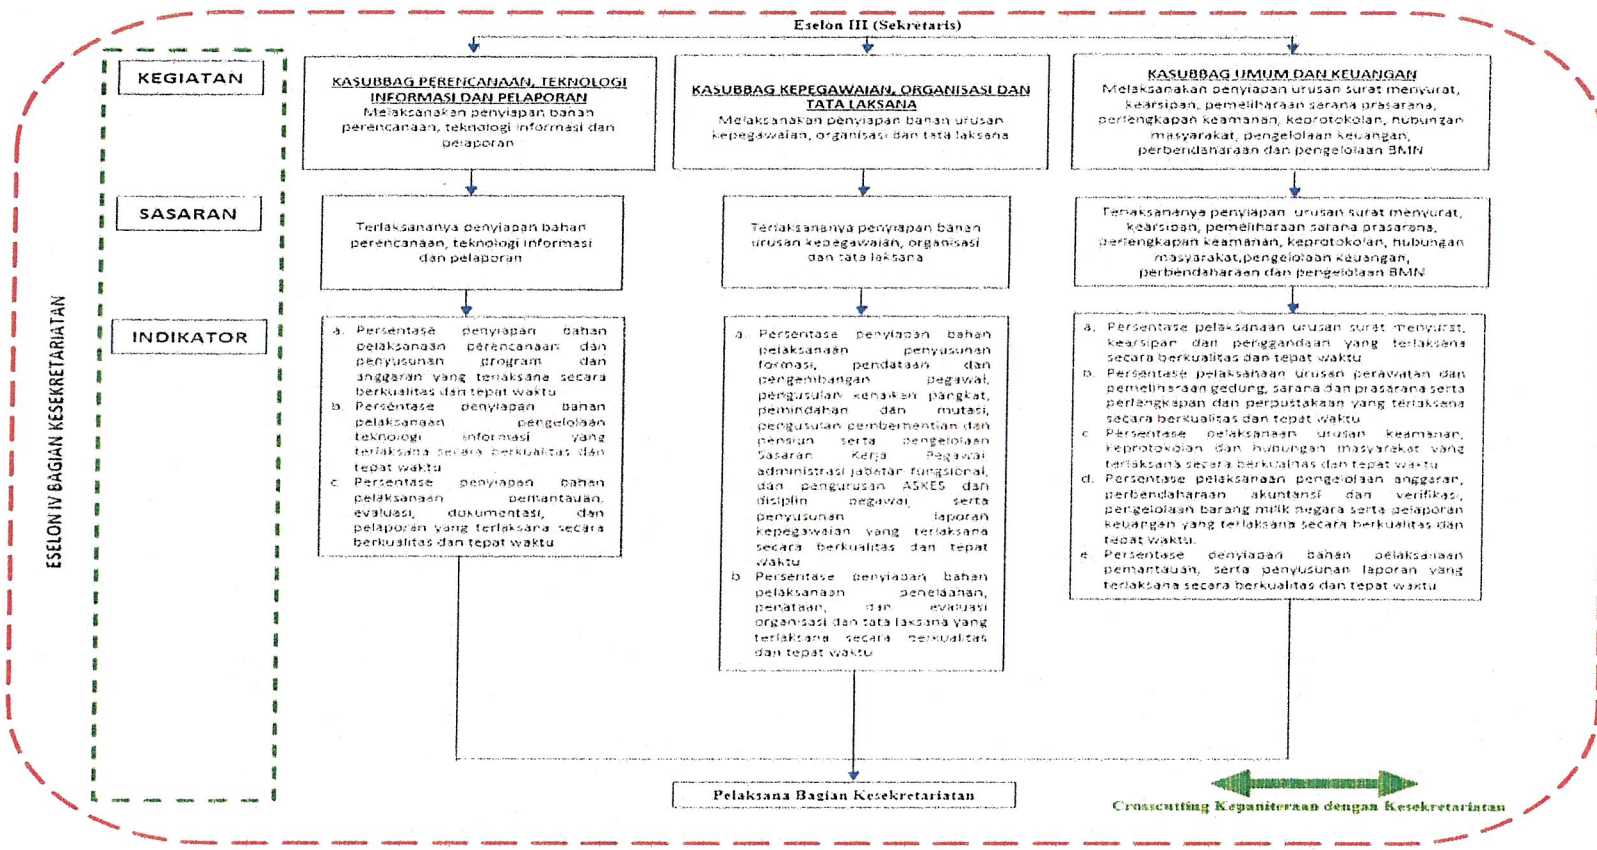 Eselon III (Sekretaris)
ESELON IV BAGIAN KESEKRETARIATAN
KEGIATAN
KASUBBAG PERENCANAAN, TEKNOLOGI
INFORMASI DAN PELAPORAN
Melaksanakan penyiapan bahan
perencanaan, teknologi informasi dan
pelaporan
KASUBBAG KEPEGAWAIAN, ORGANISASI DAN
TATA LAKSANA
Melaksanakan penyiapan bahan urusan
kepegawaian, organisasi dan tata laksana
KASUBBAG UMUM DAN KEUANGAN
Melaksanakan penyiapan urusan surat menyurat,
kearsipan, pemeliharaan sarana prasarana,
perlengkapan keamanan, keprotokolan, hubungan
masyarakat, pengelolaan keuangan,
perbendaharaan dan pengelolaan BMN
SASARAN
Terlaksananya penyiapan bahan
perencanaan, teknologi informasi
dan pelaporan
Terlaksananya penyiapan bahan
urusan kepegawaian, organisasi
dan tata laksana
Terlaksananya penyiapan urusan surat menyurat,
kearsipan, pemeliharaan sarana prasarana,
perlengkapan keamanan, keprotokolan, hubungan
masyarakat,pengelolaan keuangan,
perbendaharaan dan pengelolaan BMN
INDIKATOR
a. Persentase penyiapan bahan
pelaksanaan perencanaan dan
penyusunan program dan
anggaran yang terlaksana secara
berkualitas dan tepat waktu
b. Persentase penyiapan bahan
pelaksanaan pengelolaan
teknologi informasi yang
terlaksana secara berkualitas dan
tepat waktu
c. Persentase penyiapan bahan
pelaksanaan pemantauan,
evaluasi, dokumentasi, dan
pelaporan yang terlaksana secara
berkualitas dan tepat waktu
a. Persentase penyiapan bahan
pelaksanaan penyusunan
formasi, pendataan dan
pengembangan pegawai,
pengusulan kenaikan pangkat,
pemindahan dan mutasi,
pengusulan pemberhentian dan
pensiun serta pengelolaan
Sasaran Kerja Pegawai,
administrasi jabatan fungsional,
dan pengurusan ASKES dan
disiplin pegawai serta
penyusunan laporan
kepegawaian yang terlaksana
secara berkualitas dan tepat
waktu
b. Persentase penyiapan bahan
pelaksanaan penelaahan,
penataan, dan evaluasi
organisasi dan tata laksana yang
terlaksana secara berkualitas
dan tepat waktu
a. Persentase pelaksanaan urusan surat menyurat,
kearsipan dan penggandaan yang terlaksana
secara berkualitas dan tepat waktu
b. Persentase pelaksanaan urusan perawatan dan
pemeliharaan gedung, sarana dan prasarana serta
perlengkapan dan perpustakaan yang terlaksana
secara berkualitas dan tepat waktu
c. Persentase pelaksanaan urusan keamanan,
keprotokolan dan hubungan masyarakat yang
terlaksana secara berkualitas dan tepat waktu
d. Persentase pelaksanaan pengelolaan anggaran,
perbendaharaan akuntansi dan verifikasi,
pengelolaan barang milik negara serta pelaporan
keuangan yang terlaksana secara berkualitas dan
tepat waktu.
e. Persentase penyiapan bahan pelaksanaan
pemantauan, serta penyusunan laporan yang
terlaksana secara berkualitas dan tepat waktu
Pelaksana Bagian Kesekretariatan
Crosscutting Kepaniteraan dengan Kesekretariatan